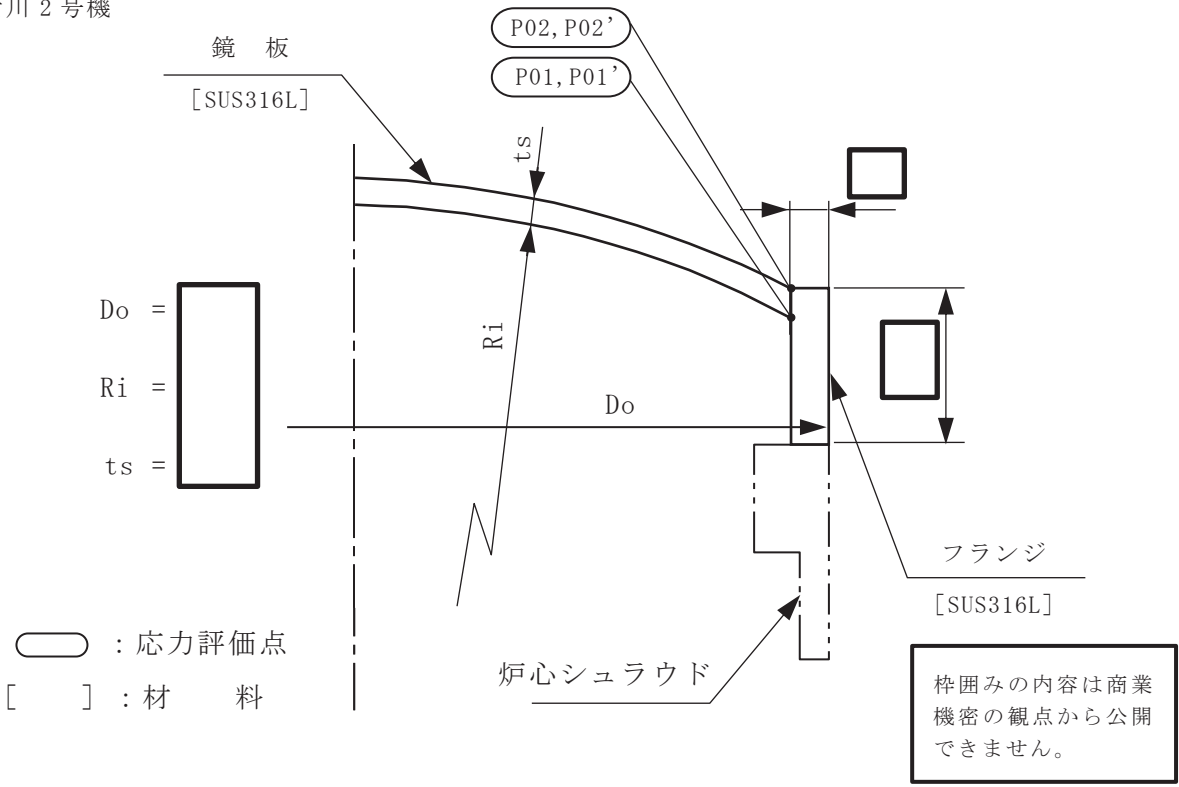 川２号機
鏡　板
[SUS316L]
P02,P02’
P01,P01’
ts
Ri
Do =
Ri =
ts =
Do
フランジ
[SUS316L]
炉心シュラウド
：応力評価点
[　　]：材　　料
枠囲みの内容は商業
機密の観点から公開
できません。